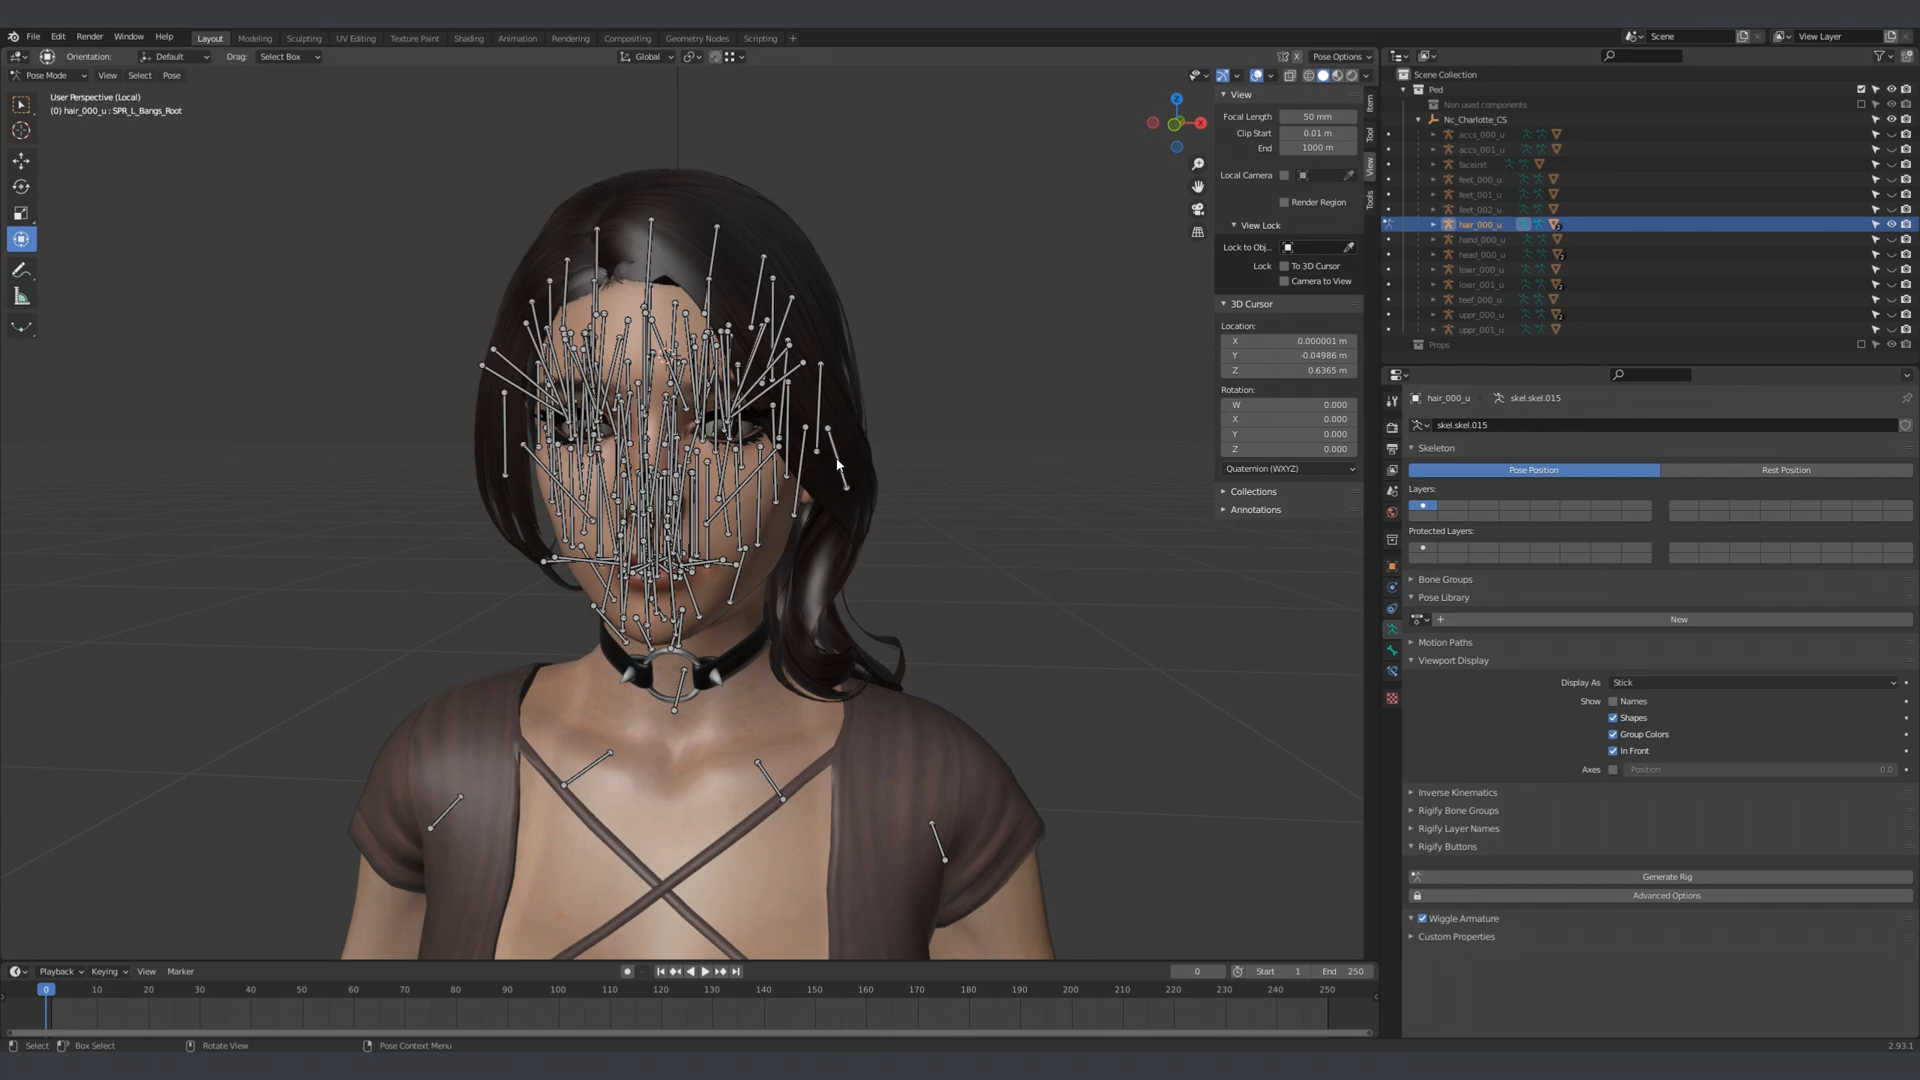 File Edit Render Window Help Layout Modeling Sculpting UV Editing Texture Paint Shading Animation Rendering Compositing Geometry Nodes Scripting + Scene View Layer
Orientation: Default Drag: Select Box Global Pose Options
Pose Mode View Select Pose
User Perspective (Local)
(0) hair_000_u : SPR_L_Bangs_Root
Z
X
View
Focal Length 50 mm
Clip Start 0.01 m
End 1000 m
Local Camera
Render Region
View Lock
Lock to Obj...
Lock To 3D Cursor
Camera to View
3D Cursor
Location:
X 0.000001 m
Y -0.04986 m
Z 0.6365 m
Rotation:
W 0.000
X 0.000
Y 0.000
Z 0.000
Quaternion (WXYZ)
Collections
Annotations
Item
Tool
View
Tools
Scene Collection
Ped
Non used components
Nc_Charlotte_CS
accs_000_u
accs_001_u
faceinit
feet_000_u
feet_001_u
feet_002_u
hair_000_u 2
hand_000_u
head_000_u 2
lowr_000_u
lowr_001_u 2
teef_000_u
uppr_000_u 2
uppr_001_u
Props
hair_000_u skel.skel.015
skel.skel.015
Skeleton
Pose Position Rest Position
Layers:
Protected Layers:
Bone Groups
Pose Library
+ New
Motion Paths
Viewport Display
Display As Stick
Show Names
Shapes
Group Colors
In Front
Axes Position 0.0
Inverse Kinematics
Rigify Bone Groups
Rigify Layer Names
Rigify Buttons
Generate Rig
Advanced Options
Wiggle Armature
Custom Properties
Playback Keying View Marker 0 Start 1 End 250
0 10 20 30 40 50 60 70 80 90 100 110 120 130 140 150 160 170 180 190 200 210 220 230 240 250
Select Box Select Rotate View Pose Context Menu 2.93.1